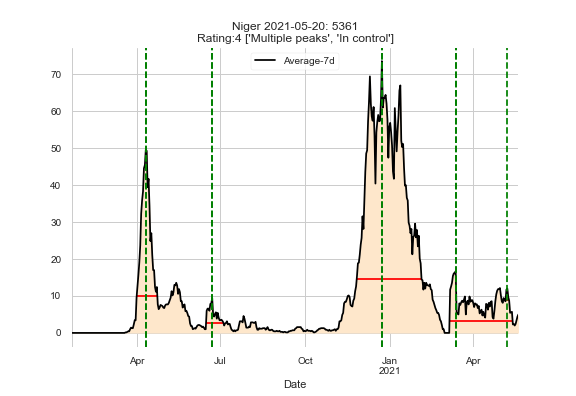 Niger 2021-05-20: 5361
Rating:4 ['Multiple peaks', 'In control']
Average-7d
70
60
50
40
30
20
10
0
Apr
Jul
Oct
Jan
2021
Apr
Date